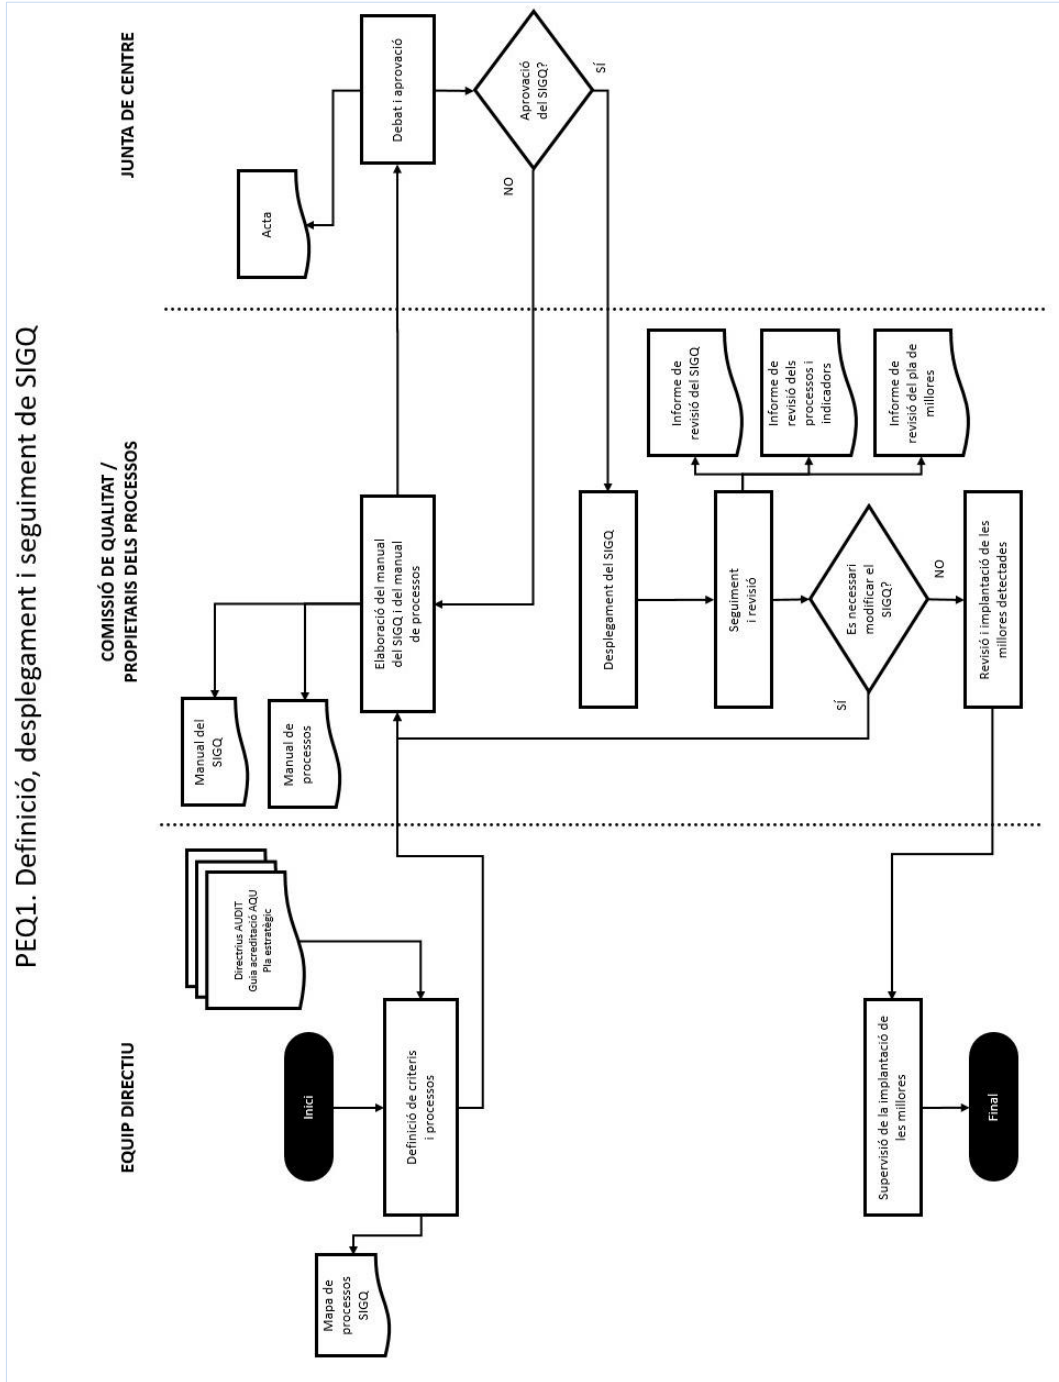 PEQ1. Definició, desplegament i seguiment de SIGQ
EQUIP DIRECTIU
COMISSIÓ DE QUALITAT /
PROPIETARIS DELS PROCESSOS
JUNTA DE CENTRE
Inici
Directrius AUDIT
Guia acreditació AQU
Pla estratègic
Definició de criteris
i processos
Mapa de
processos
SIGQ
Manual del
SIGQ
Manual de
processos
Elaboració del manual
del SIGQ i del manual
de processos
Acta
Debat i aprovació
Aprovació
del SIGQ?
NO
SÍ
Desplegament del SIGQ
Seguiment
i revisió
Informe de
revisió del SIGQ
Informe de
revisió dels
processos i
indicadors
Informe de
revisió del pla de
millores
Es necessari
modificar el
SIGQ?
SÍ
NO
Revisió i implantació de les
millores detectades
Supervisió de la implantació de
les millores
Final